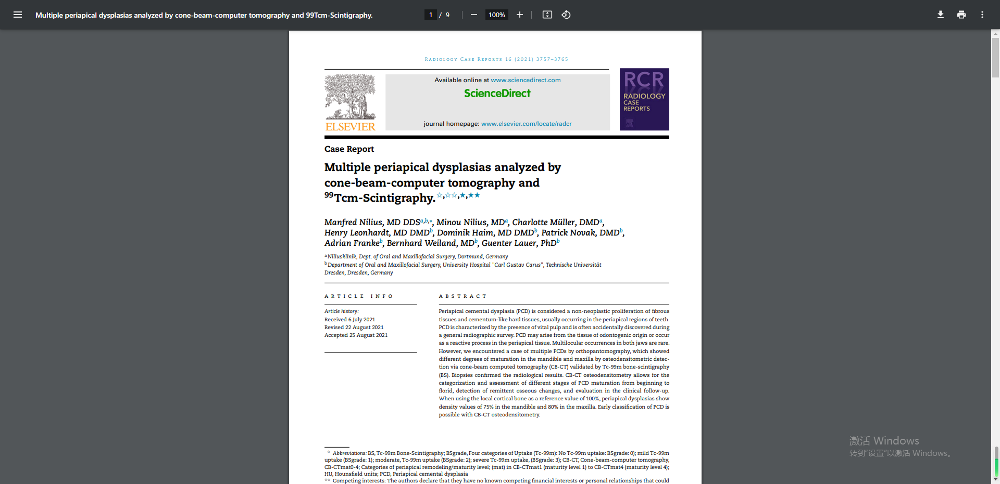 Multiple periapical dysplasias analyzed by cone-beam-computer tomography and 99Tcm-Scintigraphy.
1 / 9
100%
RADIOLOGY CASE REPORTS 16 (2021) 3757–3765
ELSEVIER
Available online at www.sciencedirect.com
ScienceDirect
journal homepage: www.elsevier.com/locate/radcr
RCR
RADIOLOGY
CASE
REPORTS
Case Report
Multiple periapical dysplasias analyzed by
cone-beam-computer tomography and
99Tcm-Scintigraphy.☆,☆☆,★,★★
Manfred Nilius, MD DDSa,b,*, Minou Nilius, MDa, Charlotte Müller, DMDa,
Henry Leonhardt, MD DMDb, Dominik Haim, MD DMDb, Patrick Novak, DMDb,
Adrian Frankeb, Bernhard Weiland, MDb, Guenter Lauer, PhDb
a Niliusklinik, Dept. of Oral and Maxillofacial Surgery, Dortmund, Germany
b Department of Oral and Maxillofacial Surgery, University Hospital "Carl Gustav Carus", Technische Universität
Dresden, Dresden, Germany
ARTICLE INFO
Article history:
Received 6 July 2021
Revised 22 August 2021
Accepted 25 August 2021
ABSTRACT
Periapical cemental dysplasia (PCD) is considered a non-neoplastic proliferation of fibrous
tissues and cementum-like hard tissues, usually occurring in the periapical regions of teeth.
PCD is characterized by the presence of vital pulp and is often accidentally discovered during
a general radiographic survey. PCD may arise from the tissue of odontogenic origin or occur
as a reactive process in the periapical tissue. Multilocular occurrences in both jaws are rare.
However, we encountered a case of multiple PCDs by orthopantomography, which showed
different degrees of maturation in the mandible and maxilla by osteodensitometric detec-
tion via cone-beam computed tomography (CB-CT) validated by Tc-99m bone-scintigraphy
(BS). Biopsies confirmed the radiological results. CB-CT osteodensitometry allows for the
categorization and assessment of different stages of PCD maturation from beginning to
florid, detection of remittent osseous changes, and evaluation in the clinical follow-up.
When using the local cortical bone as a reference value of 100%, periapical dysplasias show
density values of 75% in the mandible and 80% in the maxilla. Early classification of PCD is
possible with CB-CT osteodensitometry.
☆ Abbreviations: BS, Tc-99m Bone-Scintigraphy; BSgrade, Four categories of Uptake (Tc-99m): No Tc-99m uptake: BSgrade: 0); mild Tc-99m
uptake (BSgrade: 1); moderate, Tc-99m uptake (BSgrade: 2); severe Tc-99m uptake, (BSgrade: 3); CB-CT, Cone-beam-computer tomography,
CB-CTmat0-4; Categories of periapical remodeling/maturity level; (mat) in CB-CTmat1 (maturity level 1) to CB-CTmat4 (maturity level 4);
HU, Hounsfield units; PCD, Periapical cemental dysplasia
☆☆ Competing interests: The authors declare that they have no known competing financial interests or personal relationships that could
激活 Windows
转到"设置"以激活 Windows。